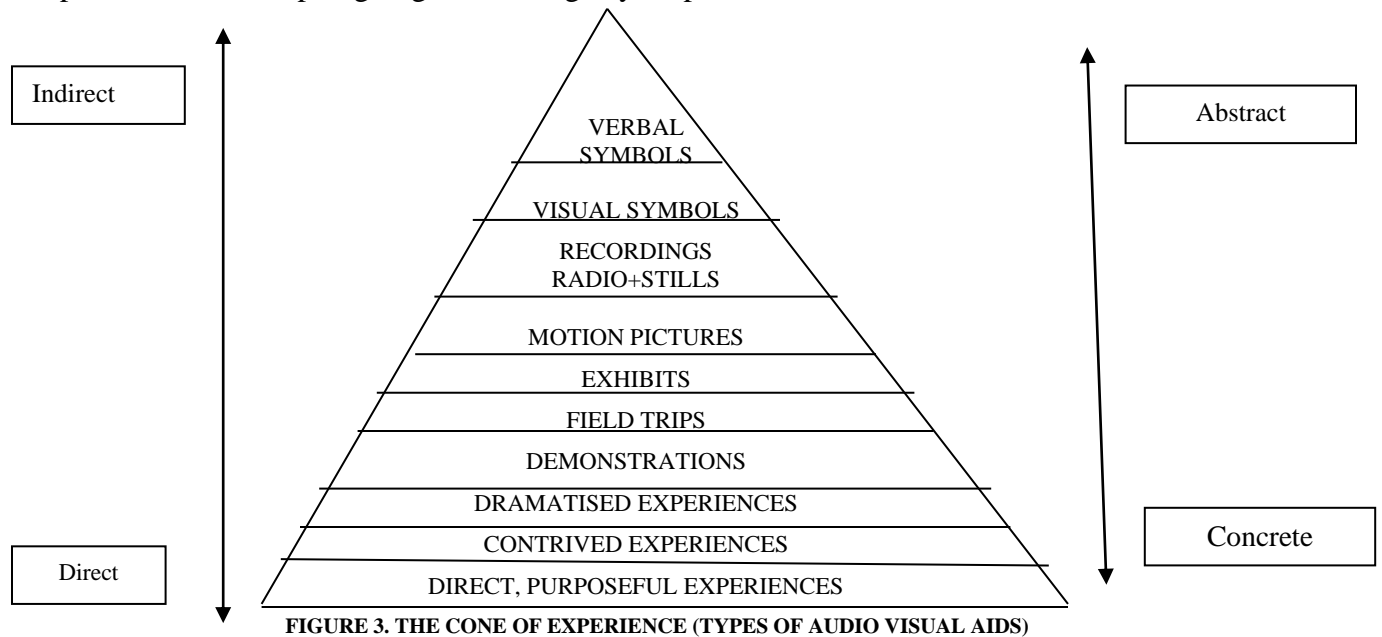 Indirect
Abstract
VERBAL
SYMBOLS
VISUAL SYMBOLS
RECORDINGS
RADIO+STILLS
MOTION PICTURES
EXHIBITS
FIELD TRIPS
DEMONSTRATIONS
DRAMATISED EXPERIENCES
CONTRIVED EXPERIENCES
Concrete
Direct
DIRECT, PURPOSEFUL EXPERIENCES
FIGURE 3. THE CONE OF EXPERIENCE (TYPES OF AUDIO VISUAL AIDS)